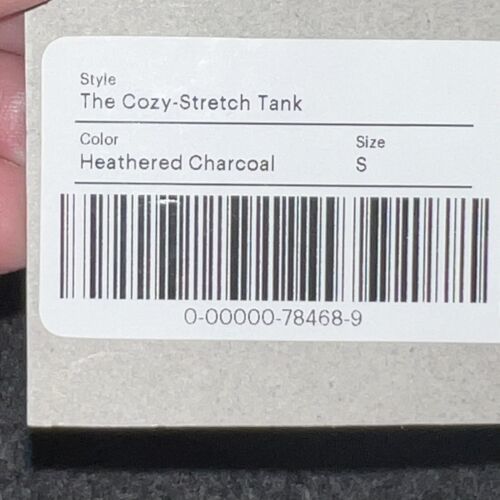 Style
The Cozy-Stretch Tank
Color Size
Heathered Charcoal S
0-00000-78468-9